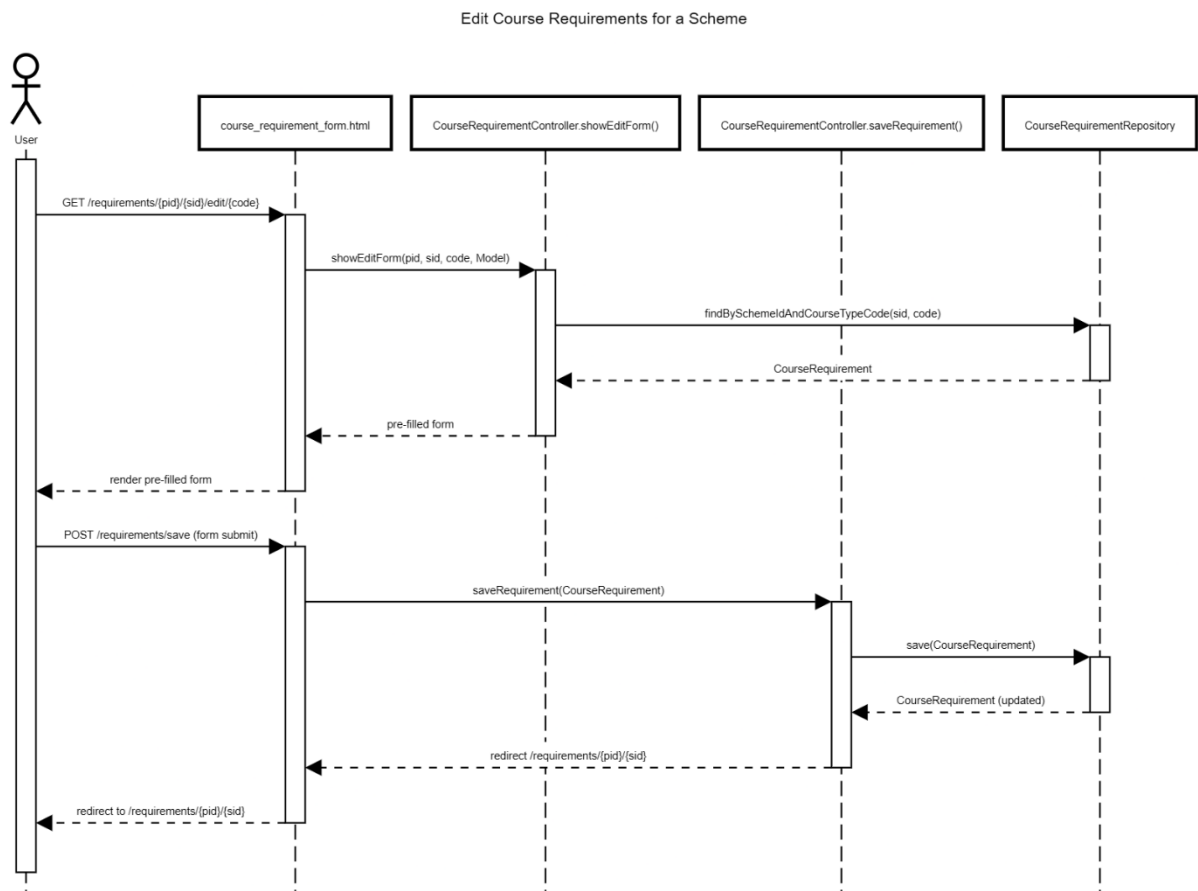 Edit Course Requirements for a Scheme
User
course_requirement_form.html
CourseRequirementController.showEditForm()
CourseRequirementController.saveRequirement()
CourseRequirementRepository
GET /requirements/{pid}/{sid}/edit/{code}
showEditForm(pid, sid, code, Model)
findBySchemeIdAndCourseTypeCode(sid, code)
CourseRequirement
pre-filled form
render pre-filled form
POST /requirements/save (form submit)
saveRequirement(CourseRequirement)
save(CourseRequirement)
CourseRequirement (updated)
redirect /requirements/{pid}/{sid}
redirect to /requirements/{pid}/{sid}